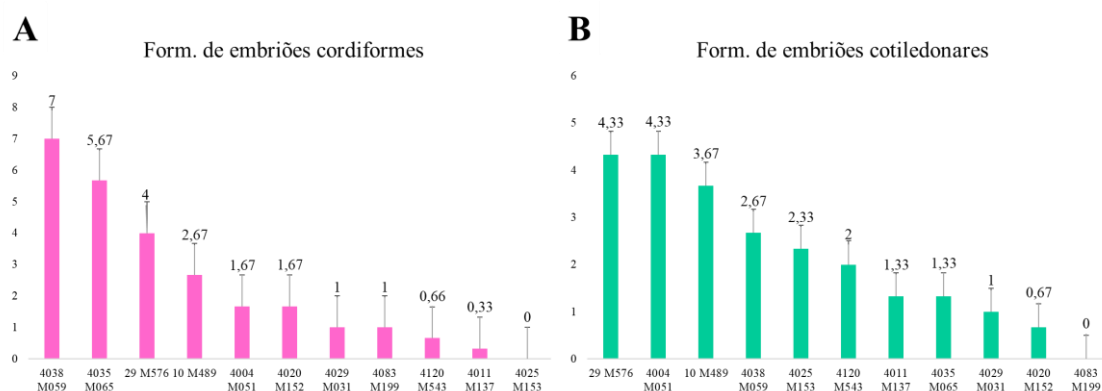 A
Form. de embriões cordiformes
9
8
7
6
5
4
3
2
1
0
7
5,67
4
2,67
1,67
1,67
1
1
0,66
0,33
0
4038 M059
4035 M065
29 M576
10 M489
4004 M051
4020 M152
4029 M031
4083 M199
4120 M543
4011 M137
4025 M153
B
Form. de embriões cotiledonares
6
5
4
3
2
1
0
4,33
4,33
3,67
2,67
2,33
2
1,33
1,33
1
0,67
0
29 M576
4004 M051
10 M489
4038 M059
4025 M153
4120 M543
4011 M137
4035 M065
4029 M031
4020 M152
4083 M199